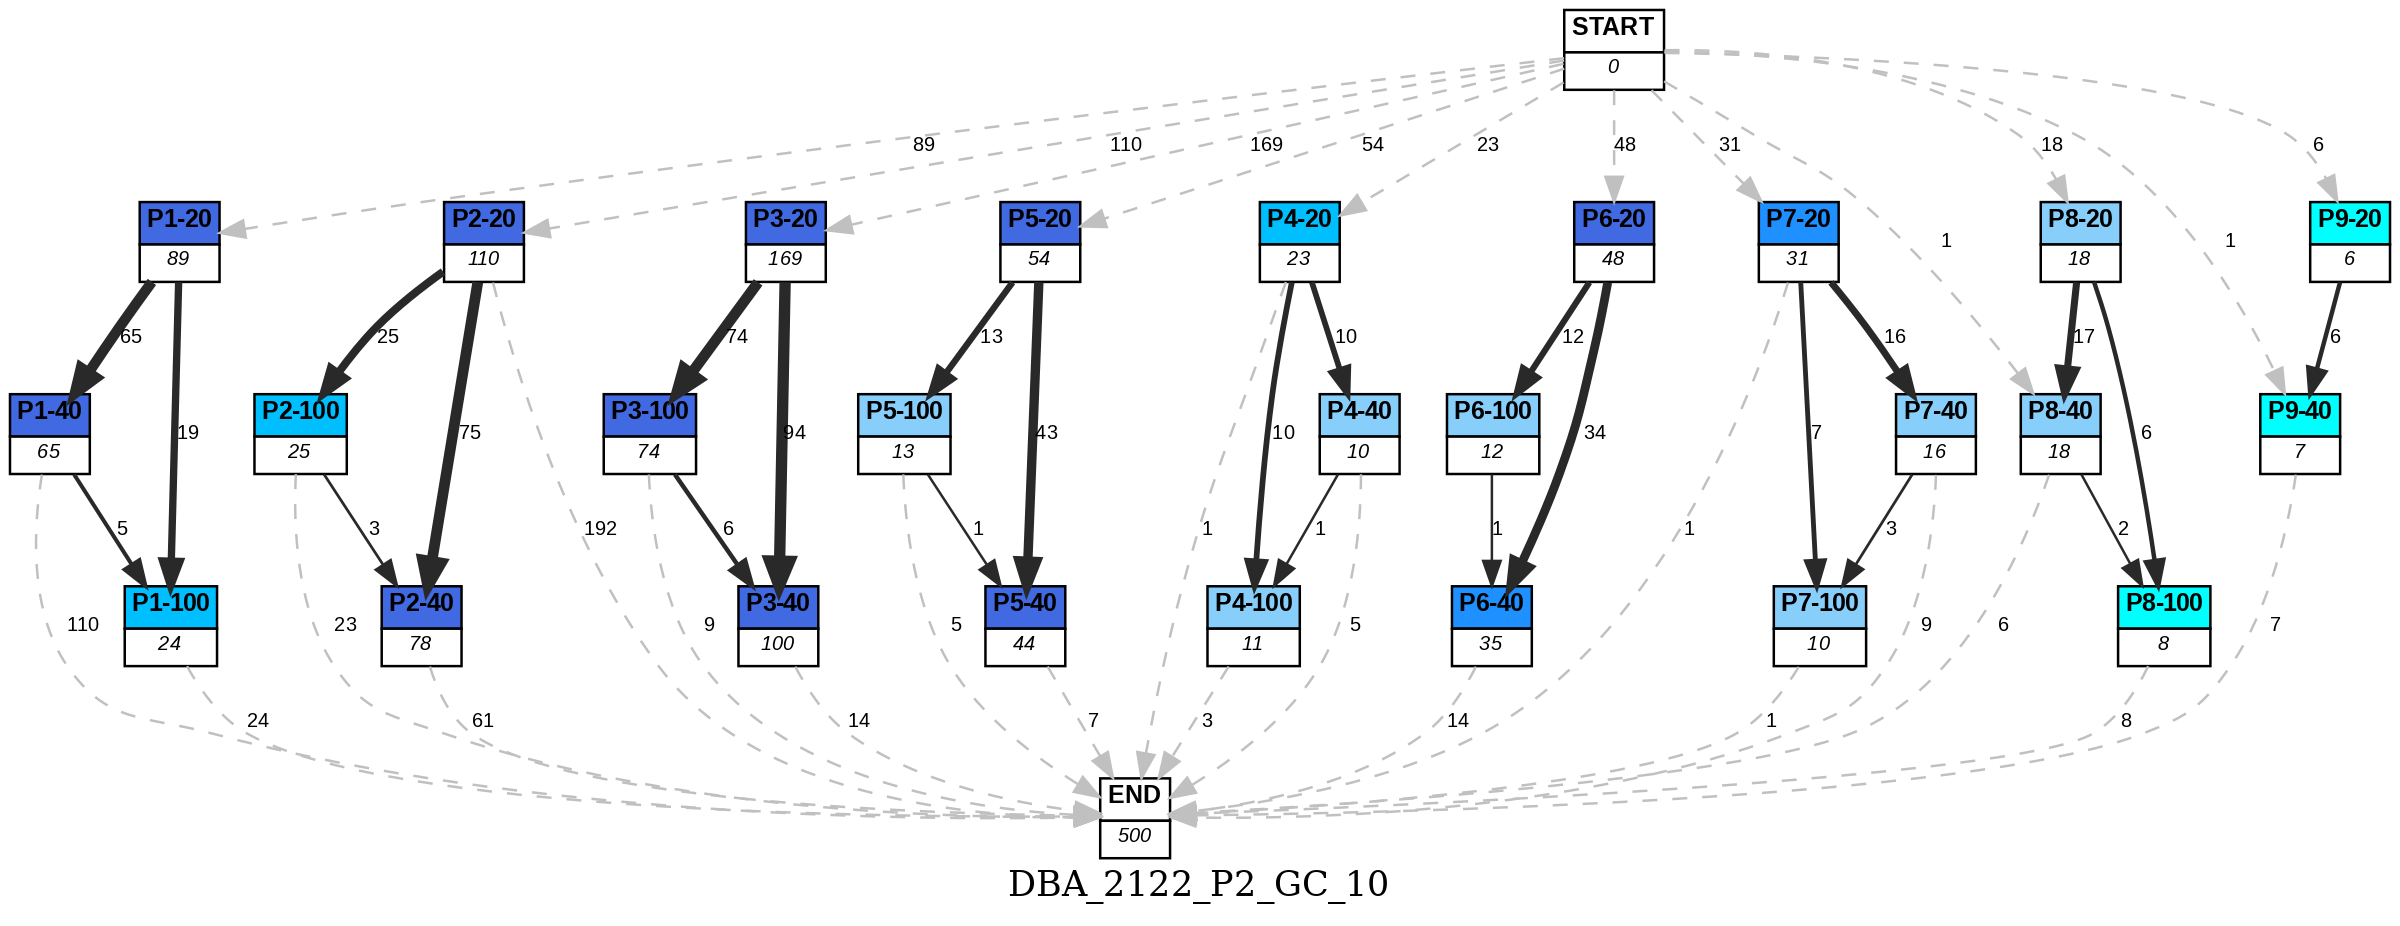 START
0
89
110
169
54
23
48
31
18
6
P1-20
89
P2-20
110
P3-20
169
P5-20
54
P4-20
23
P6-20
48
P7-20
31
1
P8-20
18
1
P9-20
6
65
25
74
13
10
12
16
17
6
P1-40
65
19
P2-100
25
75
P3-100
74
94
P5-100
13
43
10
P4-40
10
P6-100
12
34
7
P7-40
16
P8-40
18
6
P9-40
7
5
3
192
6
1
1
1
1
1
3
2
110
P1-100
24
23
P2-40
78
9
P3-40
100
5
P5-40
44
P4-100
11
5
P6-40
35
P7-100
10
9
6
P8-100
8
7
24
61
14
7
3
14
1
8
END
500
DBA_2122_P2_GC_10